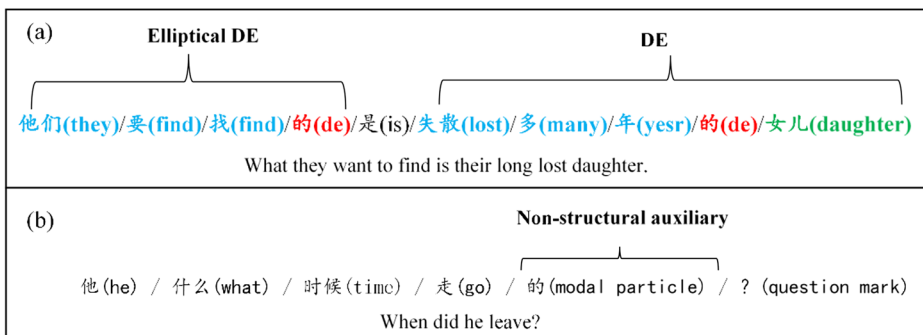 (a)
Elliptical DE DE
他们(they)/要(find)/找(find)/的(de)/是(is)/失散(lost)/多(many)/年(yesr)/的(de)/女儿(daughter)
What they want to find is their long lost daughter.
(b)
Non-structural auxiliary
他(he) / 什么(what) / 时候(time) / 走(go) / 的(modal particle) / ? (question mark)
When did he leave?